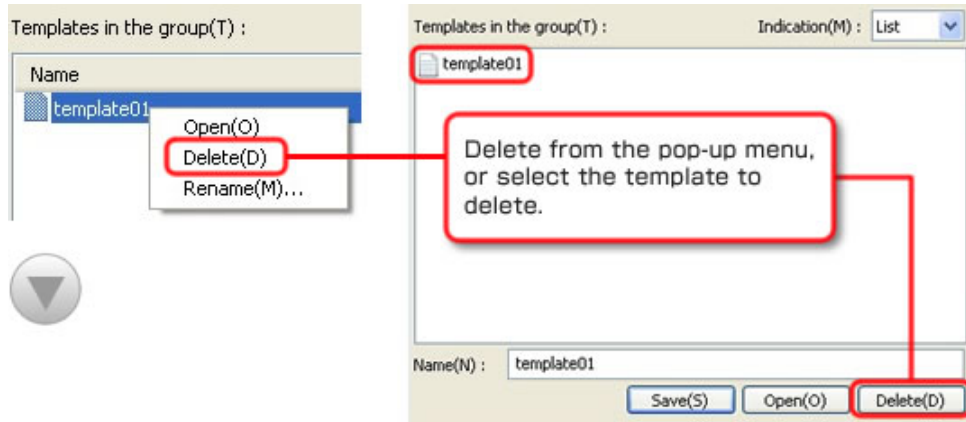 Templates in the group(T) :
Name
template01
Open(O)
Delete(D)
Rename(M)...
Templates in the group(T) :
Indication(M) :
List
template01
Delete from the pop-up menu,
or select the template to
delete.
Name(N) :
template01
Save(S)
Open(O)
Delete(D)